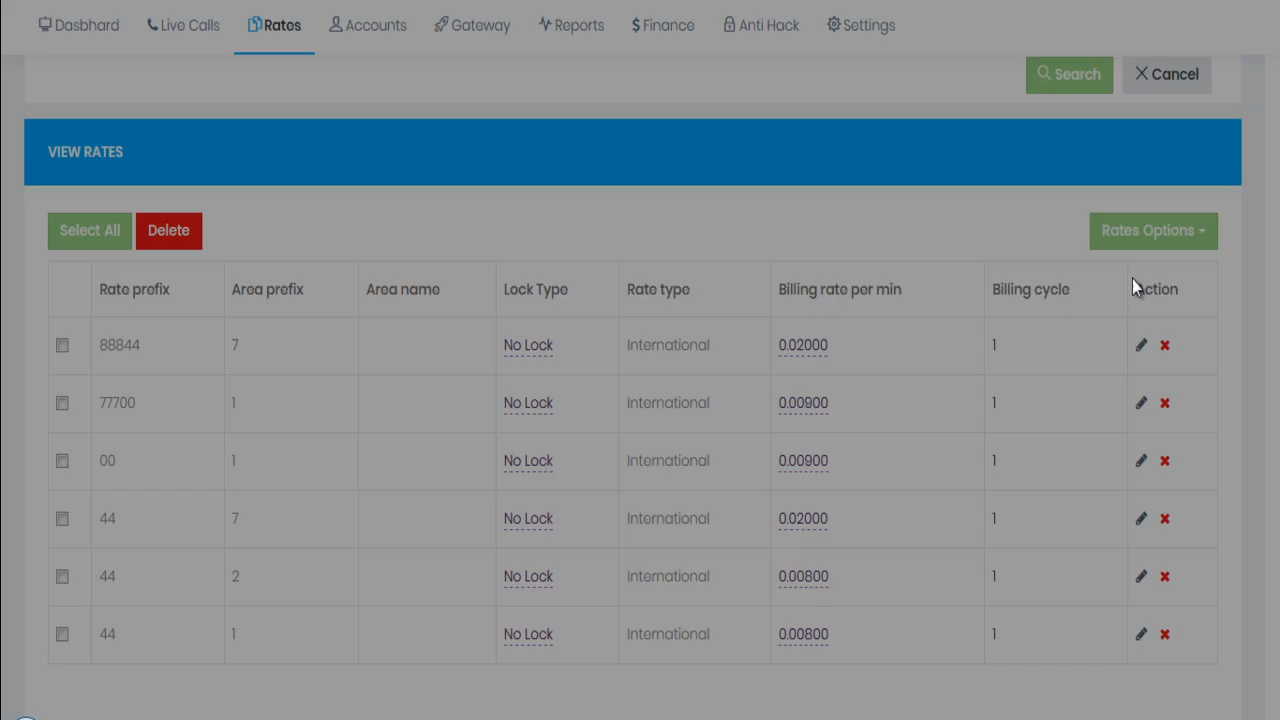 Dasbhard Live Calls Rates Accounts Gateway Reports $ Finance Anti Hack Settings
Search X Cancel
VIEW RATES
Select All Delete Rates Options
Rate prefix Area prefix Area name Lock Type Rate type Billing rate per min Billing cycle Action
88844 7 No Lock International 0.02000 1
77700 1 No Lock International 0.00900 1
00 1 No Lock International 0.00900 1
44 7 No Lock International 0.02000 1
44 2 No Lock International 0.00800 1
44 1 No Lock International 0.00800 1